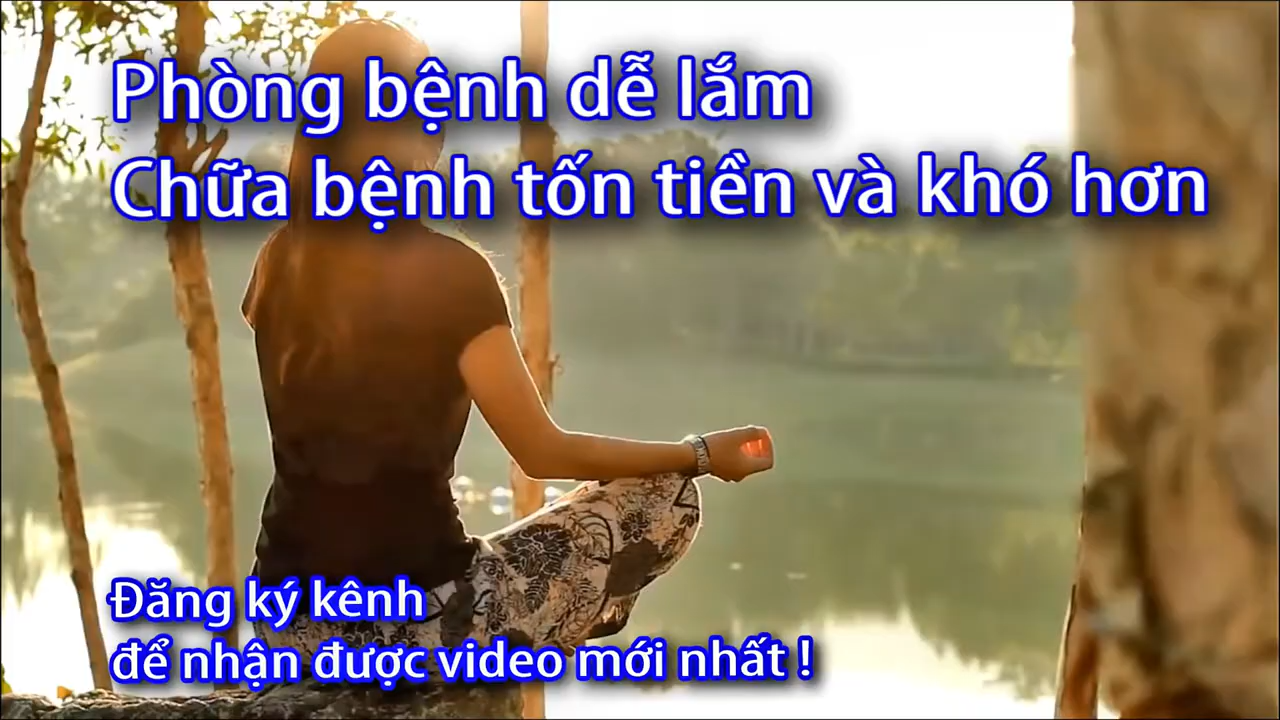 Phòng bệnh dễ lắm
Chữa bệnh tốn tiền và khó hơn
Đăng ký kênh
để nhận được video mới nhất !